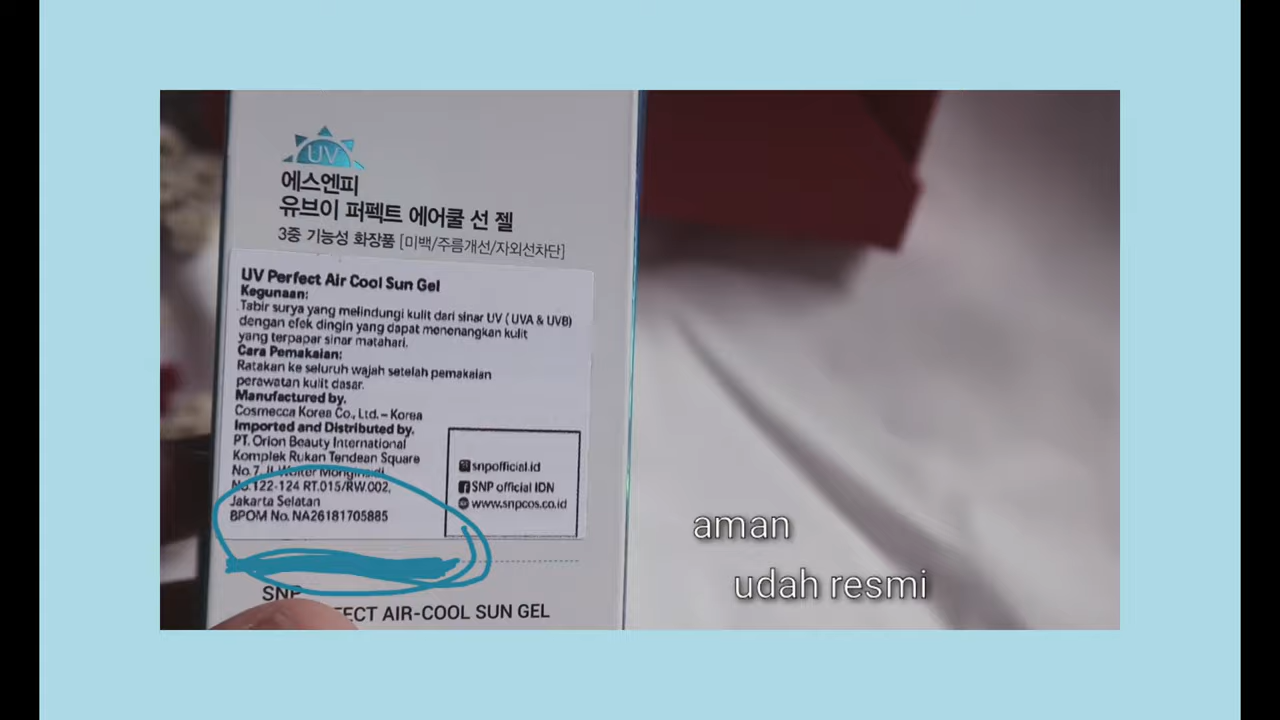 UV
에스엔피
유브이 퍼펙트 에어쿨 선 젤
3중 기능성 화장품 [미백/주름개선/자외선차단]
UV Perfect Air Cool Sun Gel
Kegunaan:
Tabir surya yang melindungi kulit dari sinar UV ( UVA & UVB)
dengan efek dingin yang dapat menenangkan kulit
yang terpapar sinar matahari.
Cara Pemakaian:
Ratakan ke seluruh wajah setelah pemakaian
perawatan kulit dasar.
Manufactured by.
Cosmecca Korea Co., Ltd. – Korea
Imported and Distributed by.
PT. Orion Beauty International
Komplek Rukan Tendean Square
No.7, Jl. Wolter Monginsidi
No.122-124 RT.015/RW.002,
Jakarta Selatan
BPOM No. NA26181705885
snpofficial.id
SNP official IDN
www.snpcos.co.id
SNP
FECT AIR-COOL SUN GEL
aman
udah resmi